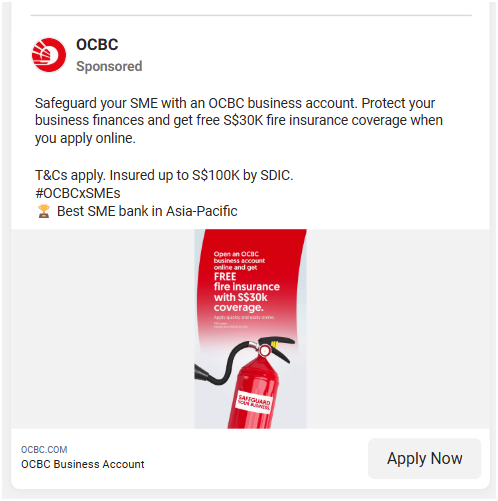 OCBC
Sponsored
Safeguard your SME with an OCBC business account. Protect your
business finances and get free S$30K fire insurance coverage when
you apply online.
T&Cs apply. Insured up to S$100K by SDIC.
#OCBCxSMEs
🏆 Best SME bank in Asia-Pacific
Open an OCBC
business account
online and get
FREE
fire insurance
with S$30k
coverage.
Apply quickly and easily online.
SAFEGUARD
YOUR BUSINESS
OCBC.COM
OCBC Business Account
Apply Now